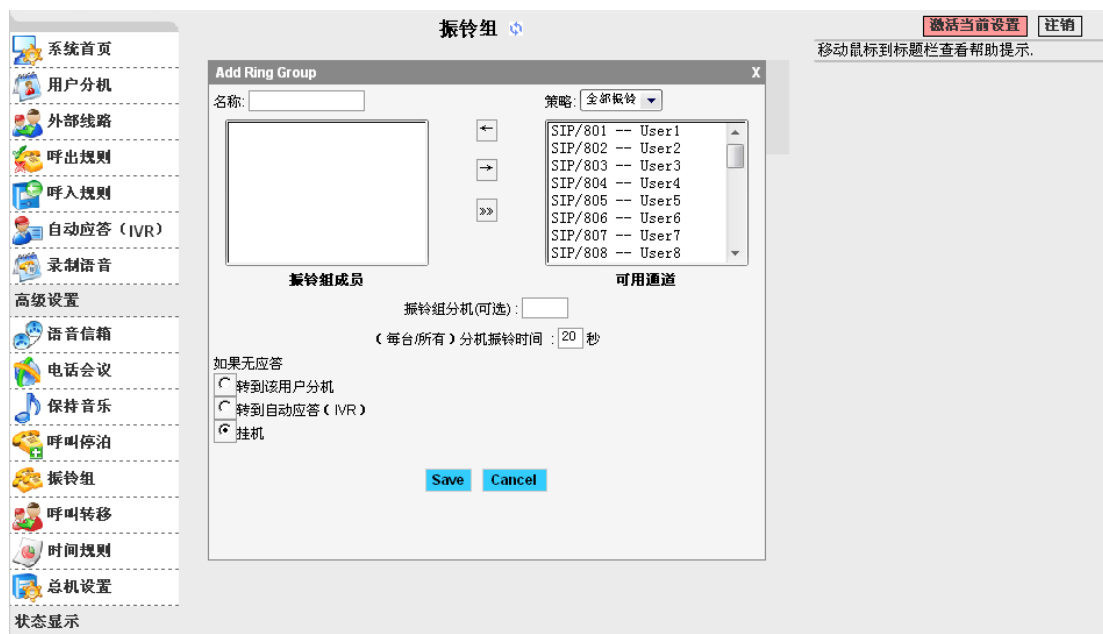 振铃组
激活当前设置 注销
移动鼠标到标题栏查看帮助提示.
系统首页
用户分机
外部线路
呼出规则
呼入规则
自动应答（IVR）
录制语音
高级设置
语音信箱
电话会议
保持音乐
呼叫停泊
振铃组
呼叫转移
时间规则
总机设置
状态显示
Add Ring Group X
名称:
策略: 全部振铃
←
→
»
SIP/801 -- User1
SIP/802 -- User2
SIP/803 -- User3
SIP/804 -- User4
SIP/805 -- User5
SIP/806 -- User6
SIP/807 -- User7
SIP/808 -- User8
振铃组成员
可用通道
振铃组分机(可选) :
（每台/所有）分机振铃时间 : 20 秒
如果无应答
转到该用户分机
转到自动应答（IVR）
挂机
Save Cancel